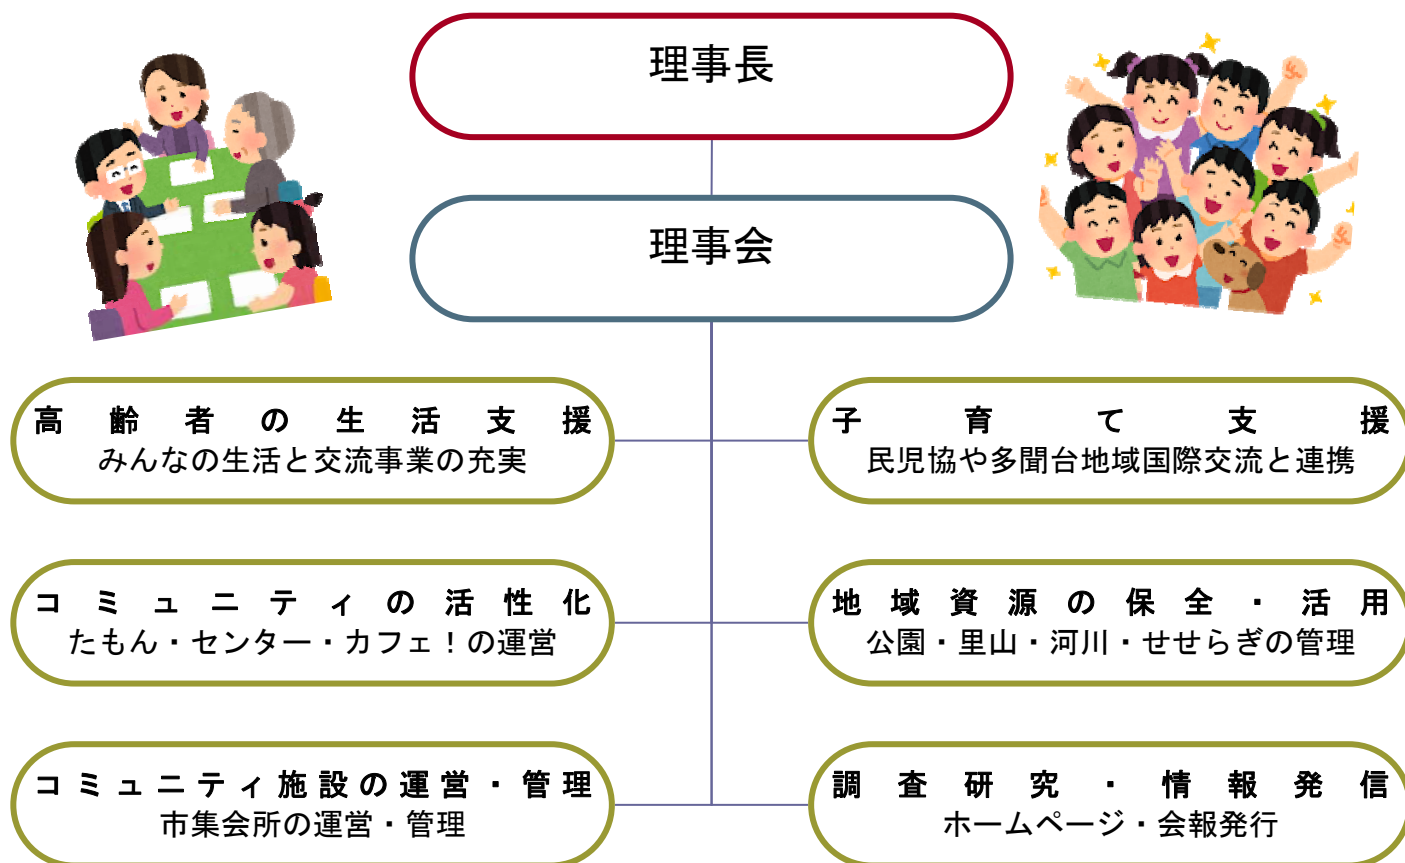 理事長
理事会
高齢者の生活支援
みんなの生活と交流事業の充実
子育て支援
民児協や多聞台地域国際交流と連携
コミュニティの活性化
たもん・センター・カフェ！の運営
地域資源の保全・活用
公園・里山・河川・せせらぎの管理
コミュニティ施設の運営・管理
市集会所の運営・管理
調査研究・情報発信
ホームページ・会報発行